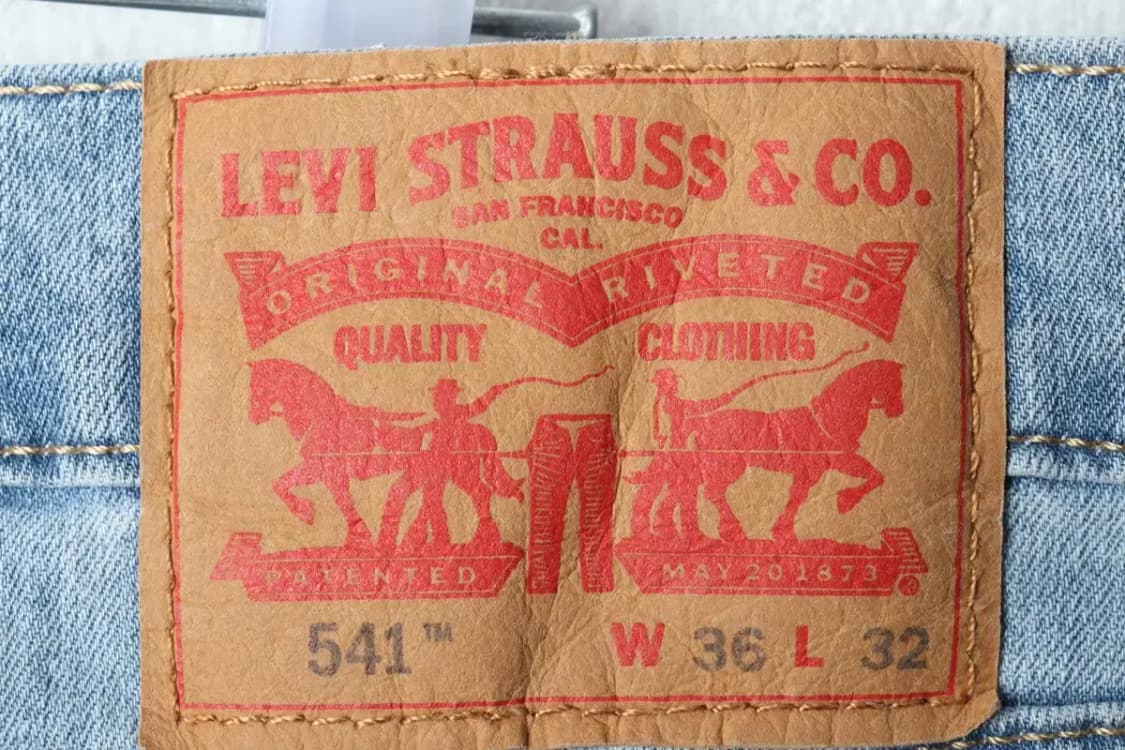 LEVI STRAUSS & CO.
SAN FRANCISCO
CAL.
ORIGINAL RIVETED
QUALITY CLOTHING
PATENTED MAY 20 1873
541™ W 36 L 32